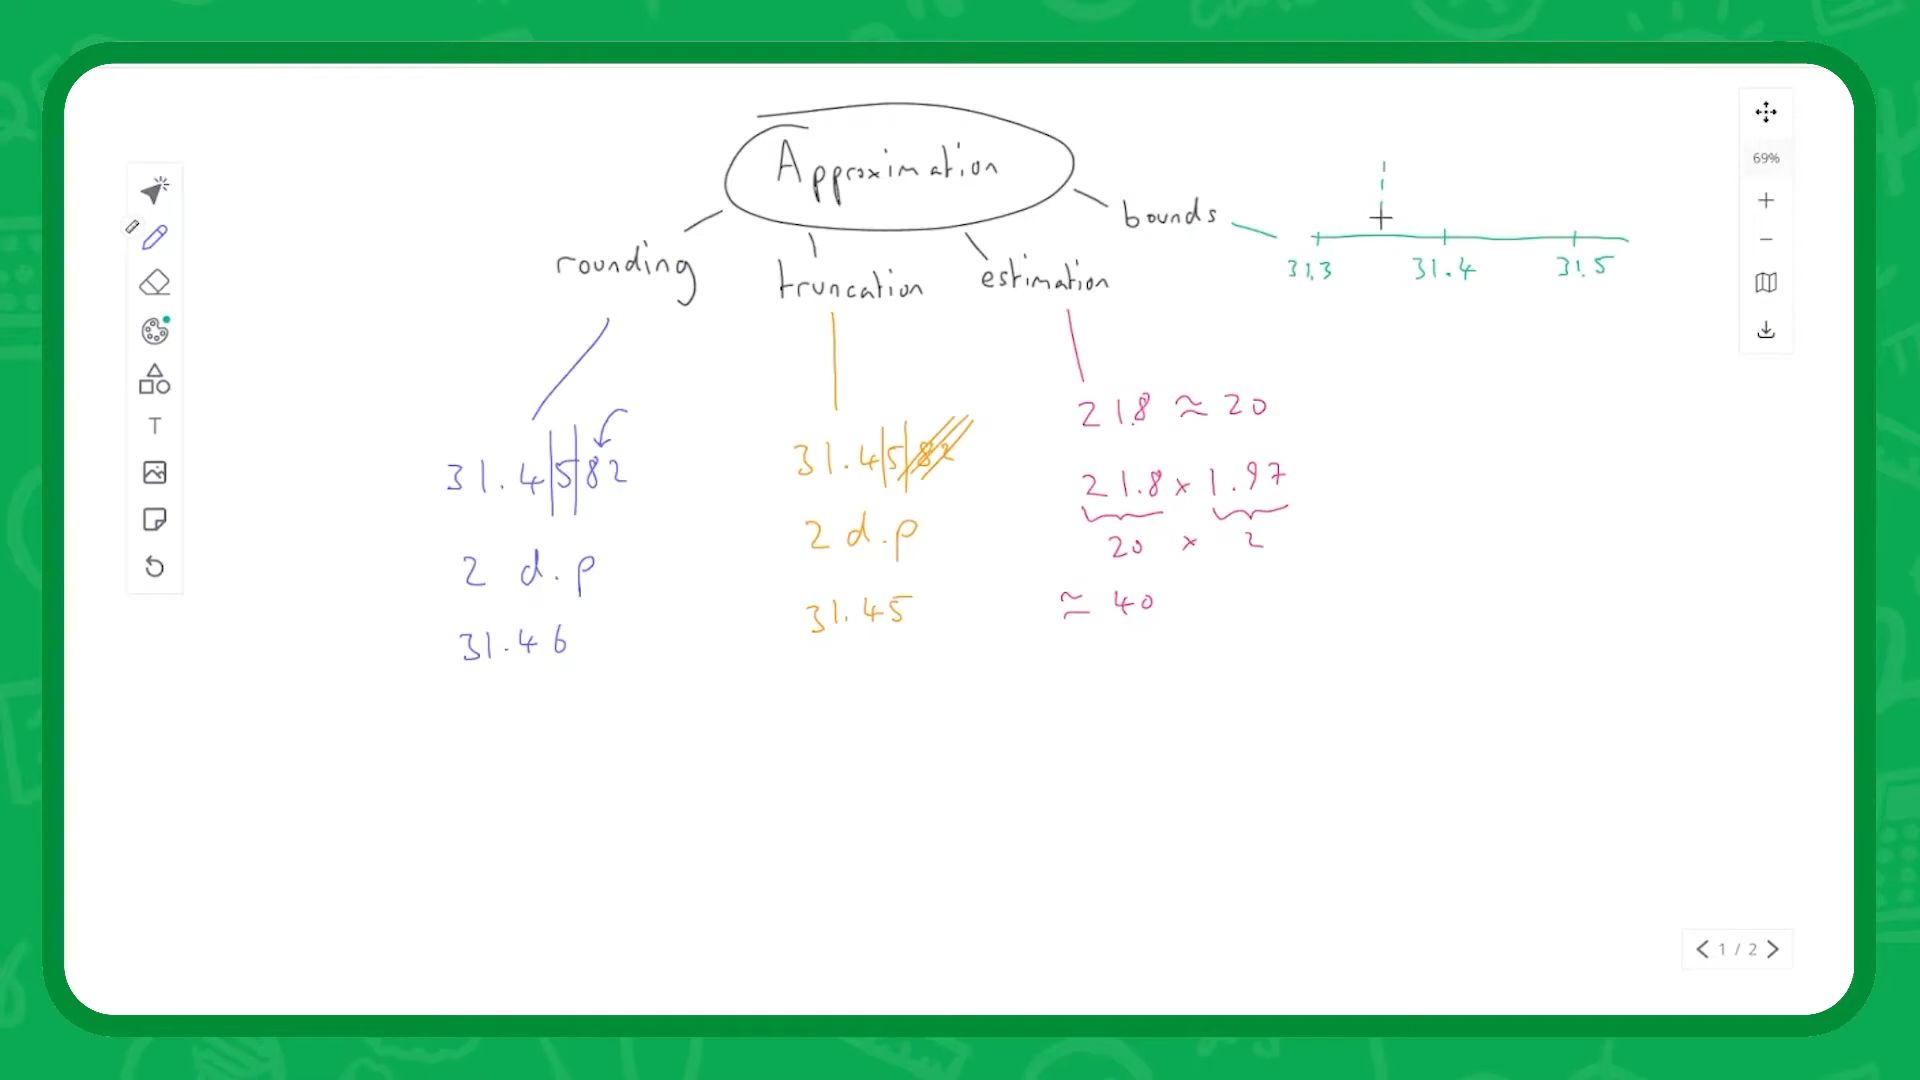 Approximation
bounds
31.3 31.4 31.5
rounding
truncation
estimation
31.4|5|82
2 d.p
31.46
31.4|5|82
2 d.p
31.45
21.8 ≈ 20
21.8 × 1.97
20 × 2
≃ 40
69%
T
1 / 2